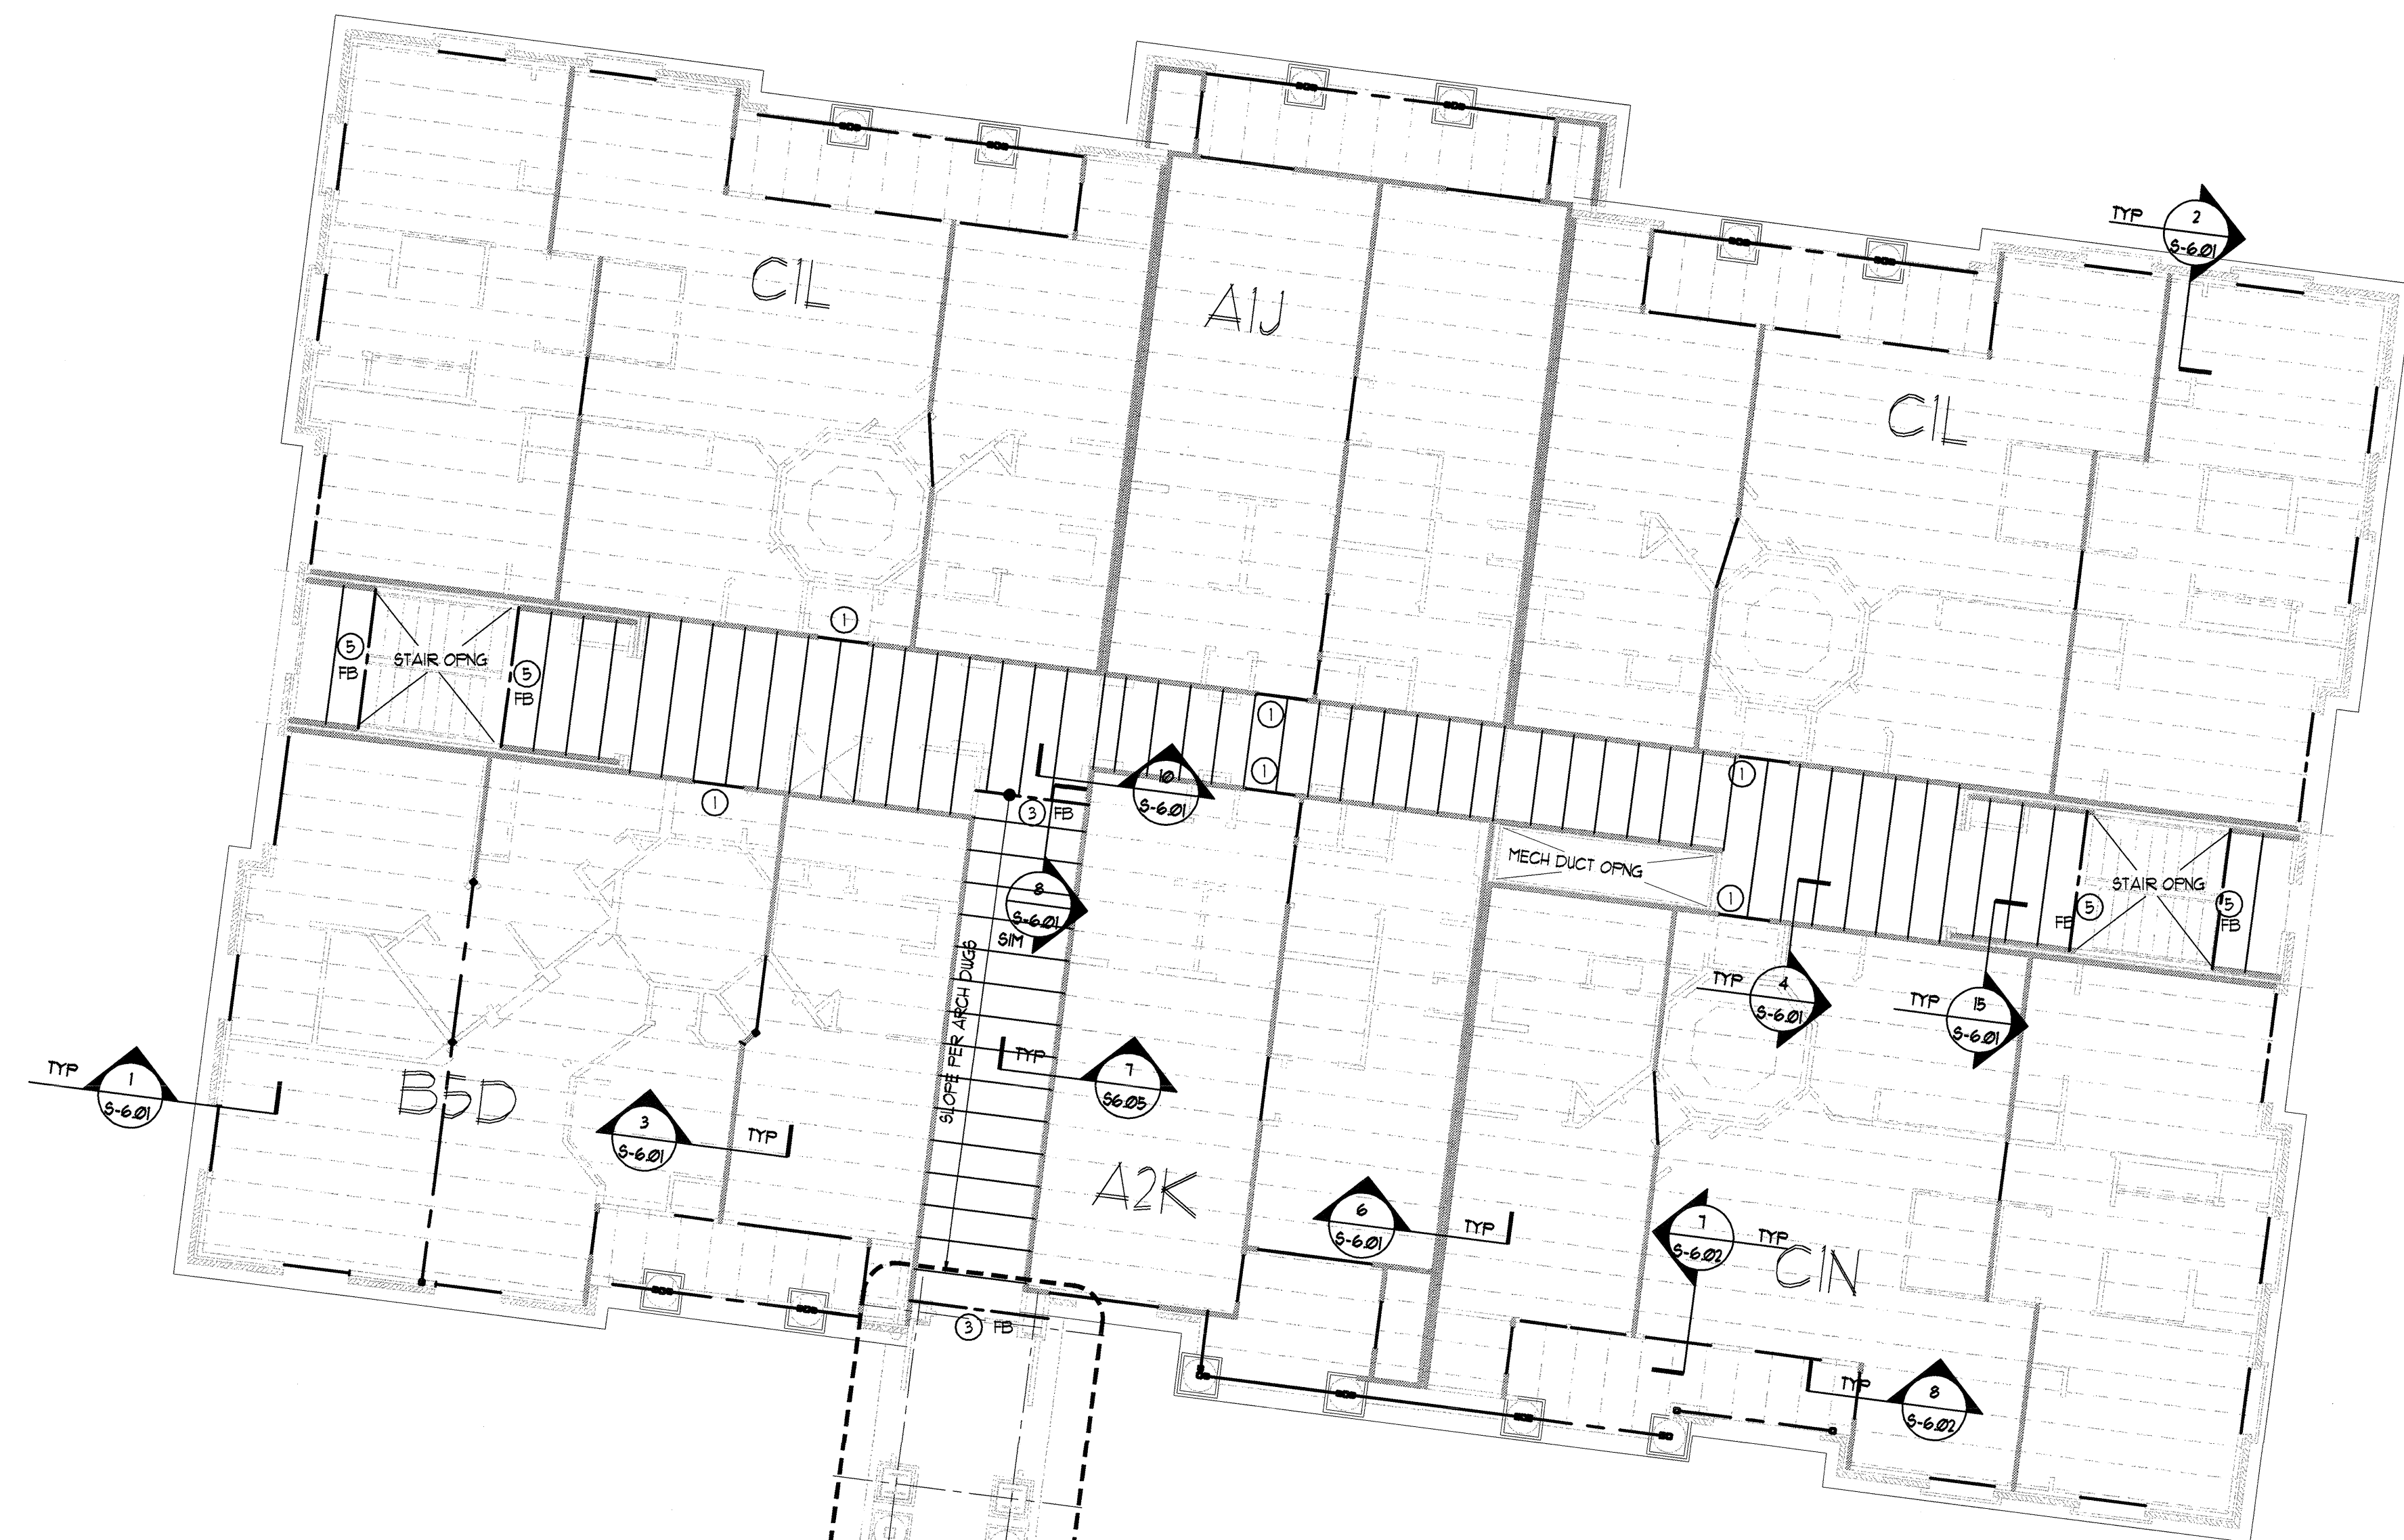 TYP
2
S-6.01
C1L
A1J
C1L
1
5
FB
STAIR OPNG
5
FB
1
1
1
1
10
S-6.01
3
FB
MECH DUCT OPNG
STAIR OPNG
5
FB
5
FB
8
S-6.01
SIM
1
SLOPE PER ARCH DWGS
TYP
4
S-6.01
TYP
15
S-6.01
TYP
1
S-6.01
B5D
3
S-6.01
TYP
TYP
7
S6.05
A2K
6
S-6.01
TYP
7
S-6.02
TYP
C1N
3
FB
TYP
8
S-6.02